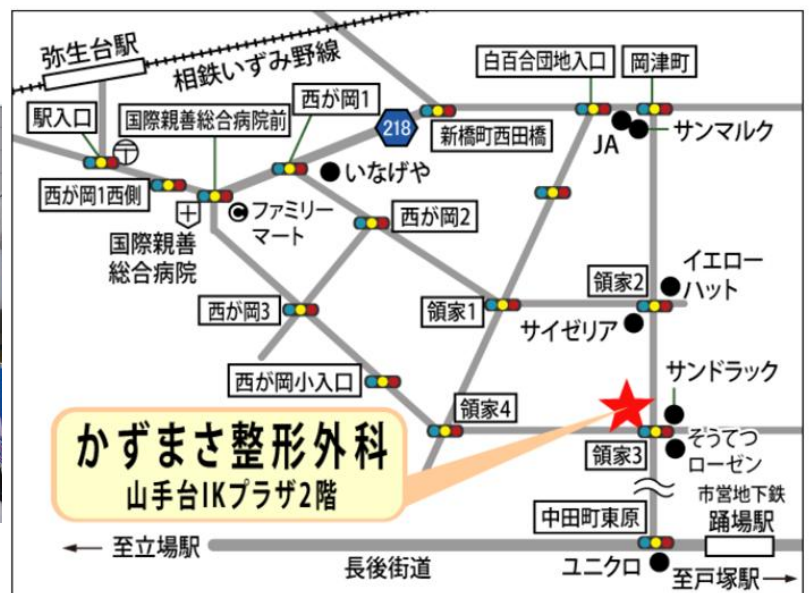 弥生台駅
相鉄いずみ野線
白百合団地入口
岡津町
駅入口
国際親善総合病院前
西が岡1
218
新橋町西田橋
JA
サンマルク
いなげや
西が岡1西側
ファミリー
マート
西が岡2
国際親善
総合病院
イエロー
ハット
領家2
西が岡3
領家1
サイゼリア
西が岡小入口
サンドラック
領家4
かずまさ整形外科
山手台IKプラザ2階
そうてつ
ローゼン
領家3
市営地下鉄
踊場駅
中田町東原
← 至立場駅
長後街道
ユニクロ
至戸塚駅→